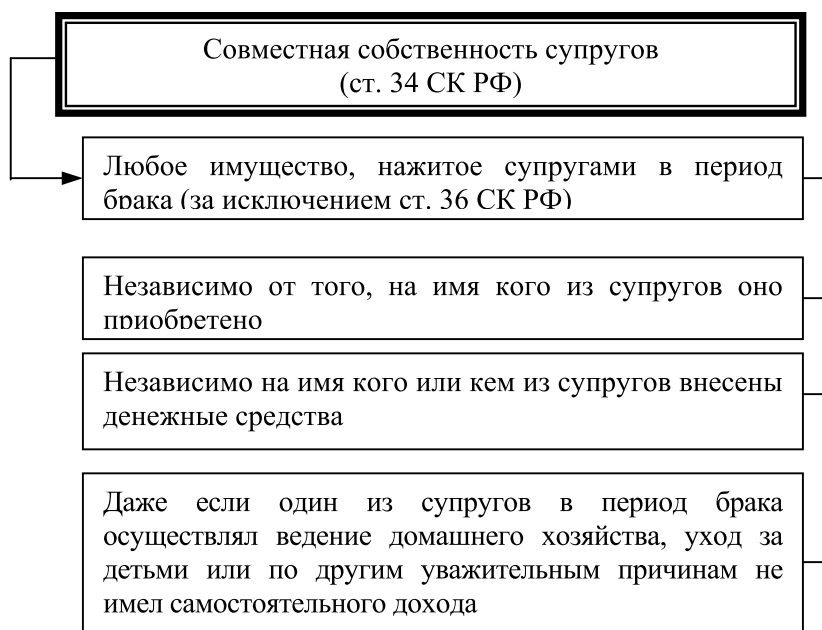 Совместная собственность супругов
(ст. 34 СК РФ)
Любое имущество, нажитое супругами в период
брака (за исключением ст. 36 СК РФ)
Независимо от того, на имя кого из супругов оно
приобретено
Независимо на имя кого или кем из супругов внесены
денежные средства
Даже если один из супругов в период брака
осуществлял ведение домашнего хозяйства, уход за
детьми или по другим уважительным причинам не
имел самостоятельного дохода